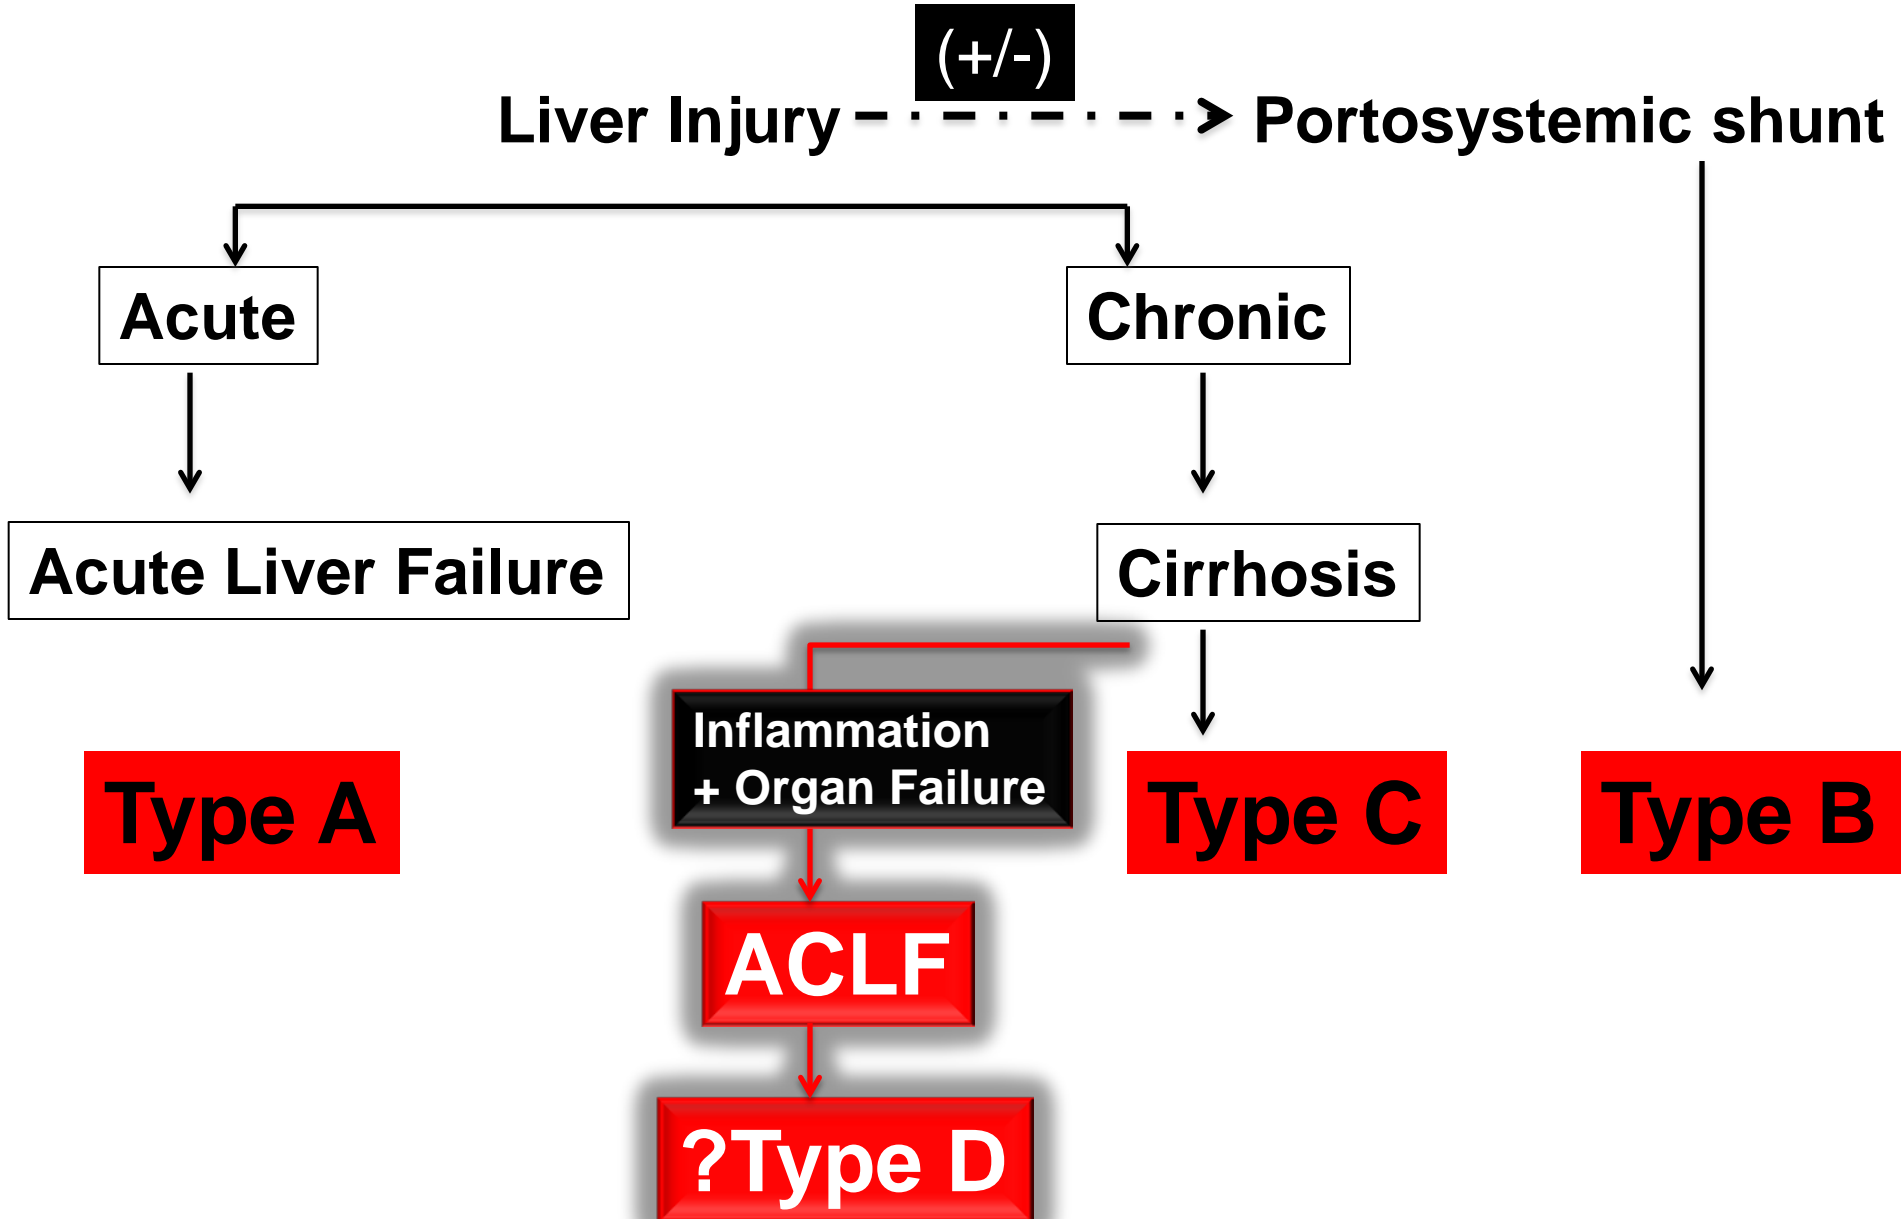 (+/-)
Liver Injury
Portosystemic shunt
Acute
Chronic
Acute Liver Failure
Cirrhosis
Inflammation
+ Organ Failure
Type A
Type C
Type B
ACLF
?Type D